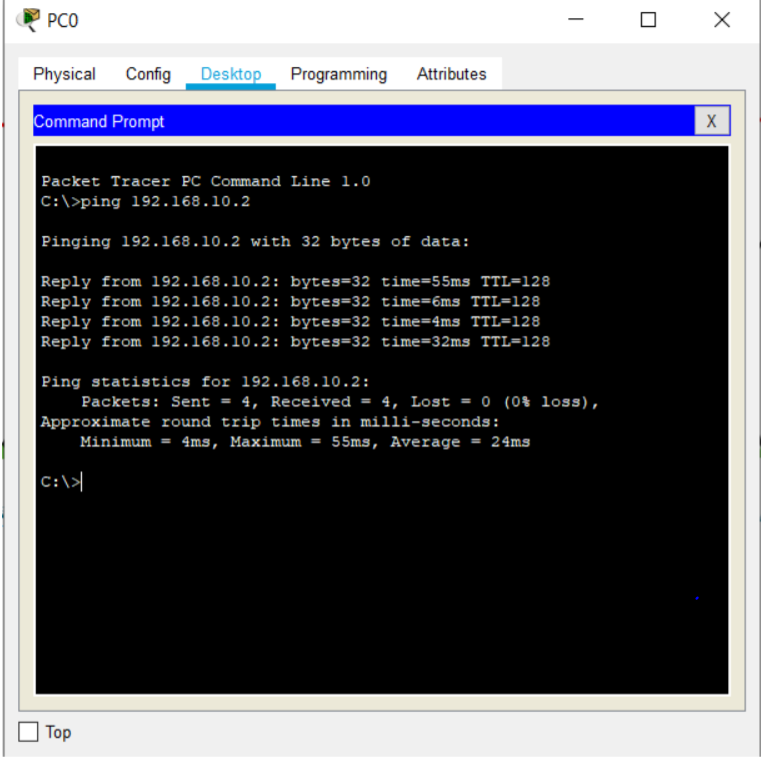 PC0
Physical Config Desktop Programming Attributes
Command Prompt X
Packet Tracer PC Command Line 1.0
C:\>ping 192.168.10.2
Pinging 192.168.10.2 with 32 bytes of data:
Reply from 192.168.10.2: bytes=32 time=55ms TTL=128
Reply from 192.168.10.2: bytes=32 time=6ms TTL=128
Reply from 192.168.10.2: bytes=32 time=4ms TTL=128
Reply from 192.168.10.2: bytes=32 time=32ms TTL=128
Ping statistics for 192.168.10.2:
Packets: Sent = 4, Received = 4, Lost = 0 (0% loss),
Approximate round trip times in milli-seconds:
Minimum = 4ms, Maximum = 55ms, Average = 24ms
C:\>
Top